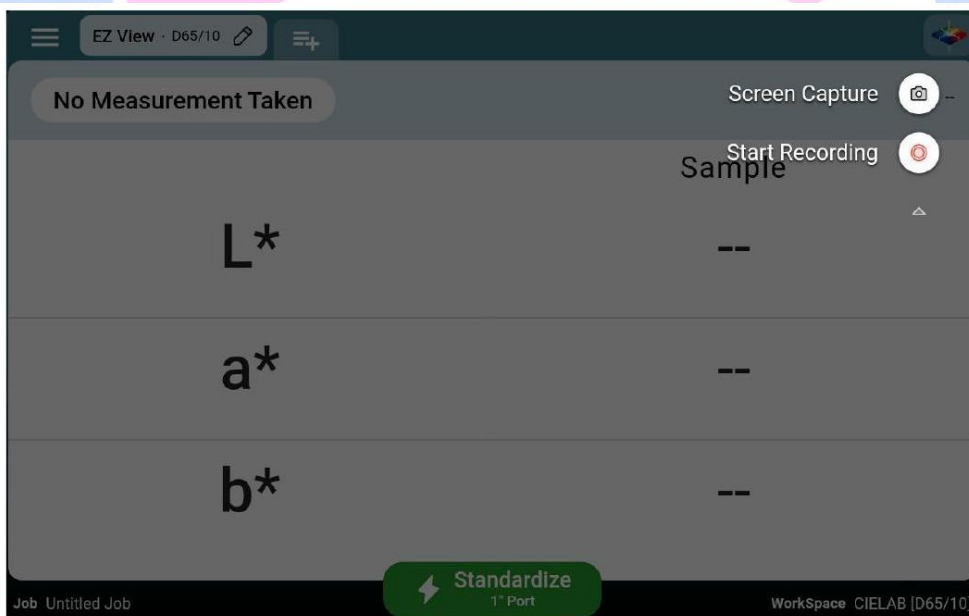 EZ View · D65/10
No Measurement Taken
Screen Capture
--
Start Recording
Sample
L*
--
a*
--
b*
--
Standardize
1" Port
Job Untitled Job
WorkSpace CIELAB [D65/10]